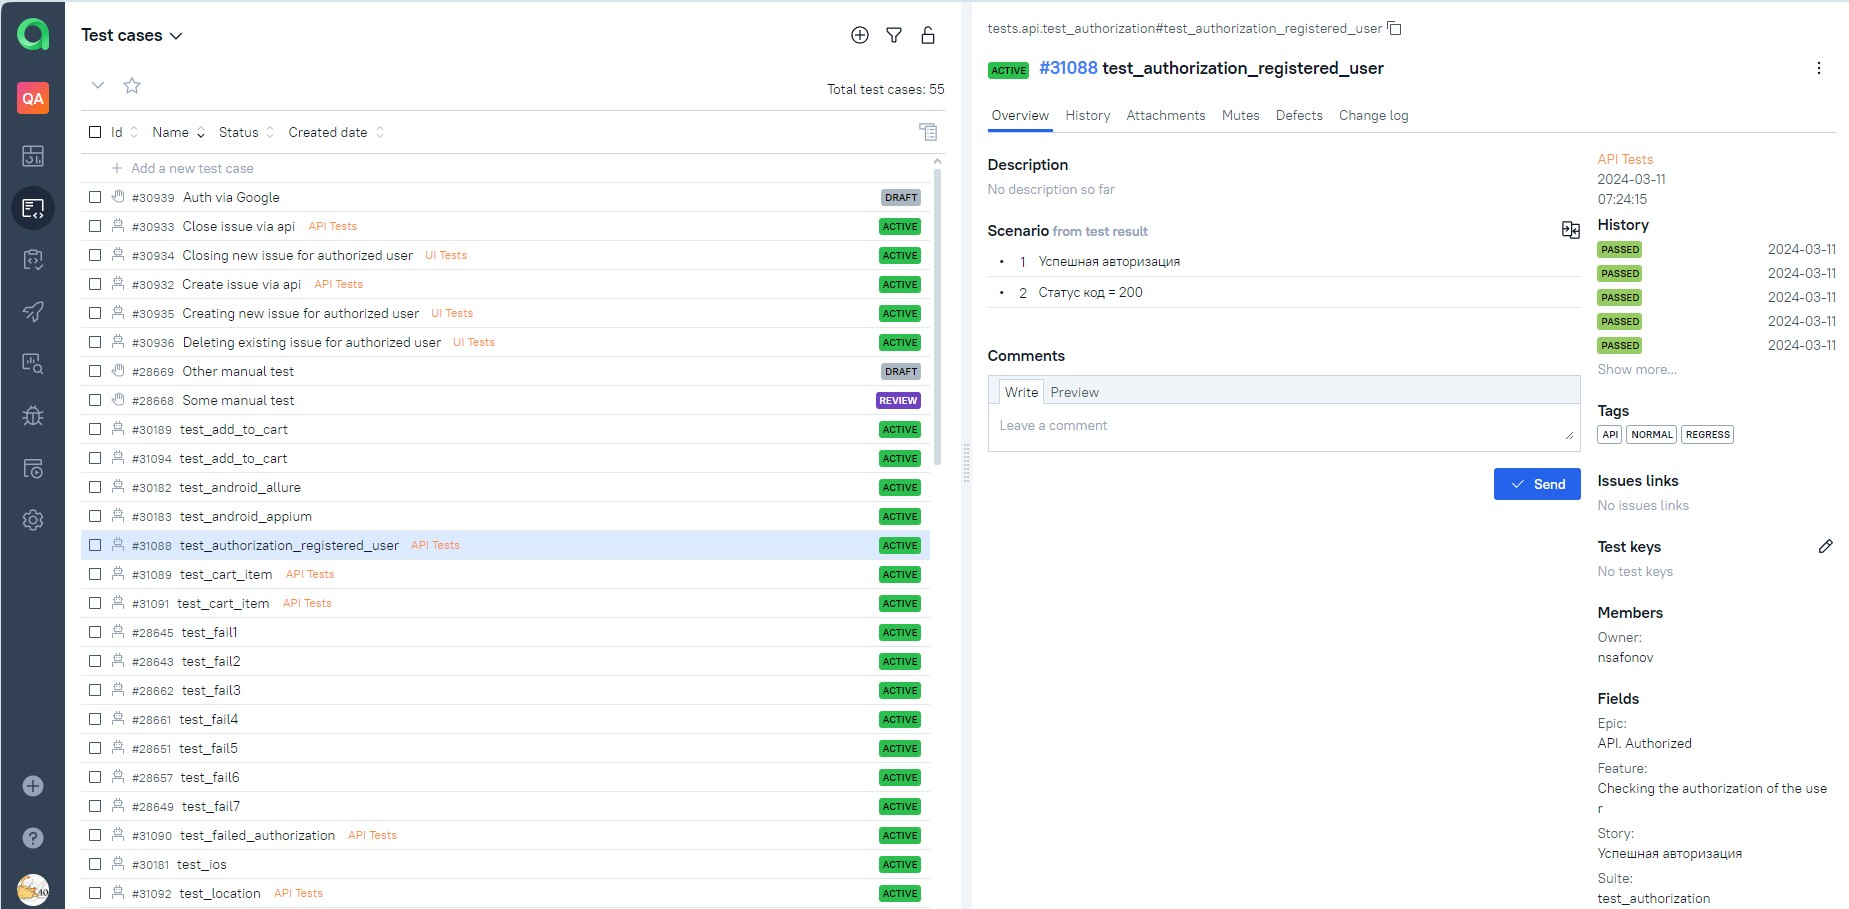 Test cases
QA
Total test cases: 55
Id Name Status Created date
Add a new test case
#30939 Auth via Google DRAFT
#30933 Close issue via api API Tests ACTIVE
#30934 Closing new issue for authorized user UI Tests ACTIVE
#30932 Create issue via api API Tests ACTIVE
#30935 Creating new issue for authorized user UI Tests ACTIVE
#30936 Deleting existing issue for authorized user UI Tests ACTIVE
#28669 Other manual test DRAFT
#28668 Some manual test REVIEW
#30189 test_add_to_cart ACTIVE
#31094 test_add_to_cart ACTIVE
#30182 test_android_allure ACTIVE
#30183 test_android_appium ACTIVE
#31088 test_authorization_registered_user API Tests ACTIVE
#31089 test_cart_item API Tests ACTIVE
#31091 test_cart_item API Tests ACTIVE
#28645 test_fail1 ACTIVE
#28643 test_fail2 ACTIVE
#28662 test_fail3 ACTIVE
#28661 test_fail4 ACTIVE
#28651 test_fail5 ACTIVE
#28657 test_fail6 ACTIVE
#28649 test_fail7 ACTIVE
#31090 test_failed_authorization API Tests ACTIVE
#30181 test_ios ACTIVE
#31092 test_location API Tests ACTIVE
tests.api.test_authorization#test_authorization_registered_user
ACTIVE #31088 test_authorization_registered_user
Overview History Attachments Mutes Defects Change log
Description
No description so far
Scenario from test result
• 1 Успешная авторизация
• 2 Статус код = 200
Comments
Write Preview
Leave a comment
Send
API Tests
2024-03-11
07:24:15
History
PASSED 2024-03-11
PASSED 2024-03-11
PASSED 2024-03-11
PASSED 2024-03-11
PASSED 2024-03-11
Show more...
Tags
API NORMAL REGRESS
Issues links
No issues links
Test keys
No test keys
Members
Owner:
nsafonov
Fields
Epic:
API. Authorized
Feature:
Checking the authorization of the use
r
Story:
Успешная авторизация
Suite:
test_authorization